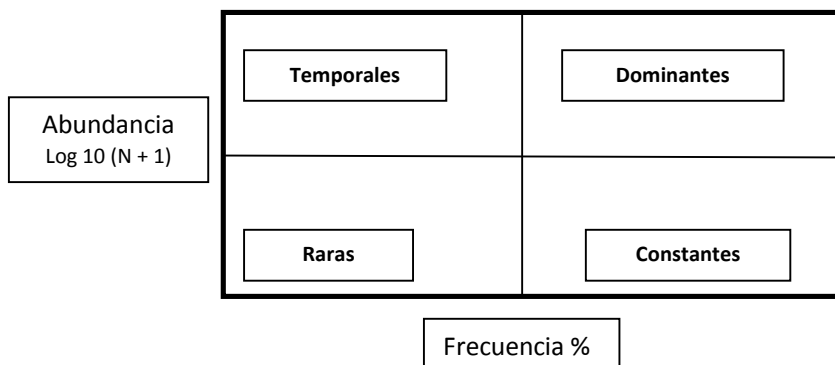 Temporales
Dominantes
Abundancia
Log 10 (N + 1)
Raras
Constantes
Frecuencia %